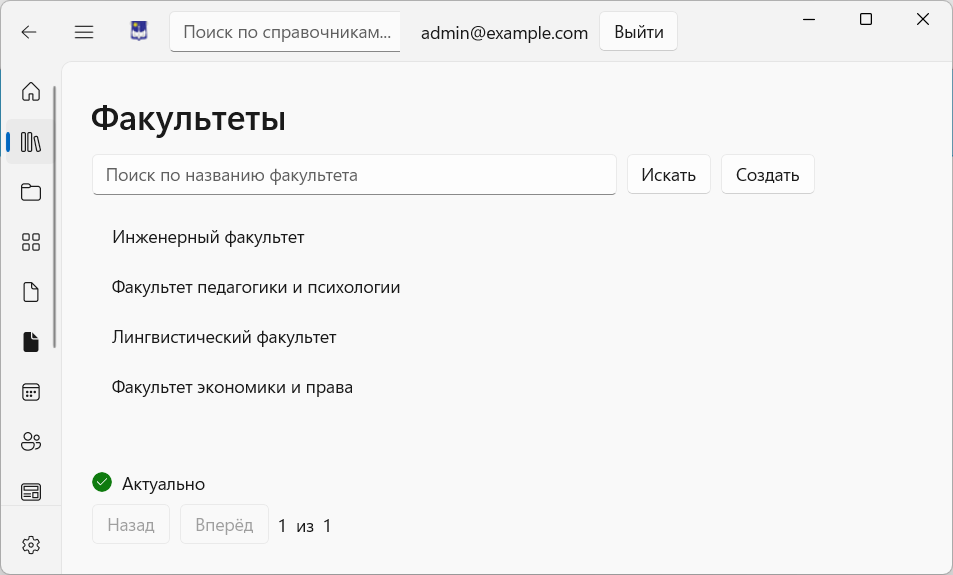 Поиск по справочникам...
admin@example.com
Выйти
Факультеты
Поиск по названию факультета
Искать
Создать
Инженерный факультет
Факультет педагогики и психологии
Лингвистический факультет
Факультет экономики и права
Актуально
Назад
Вперёд
1 из 1